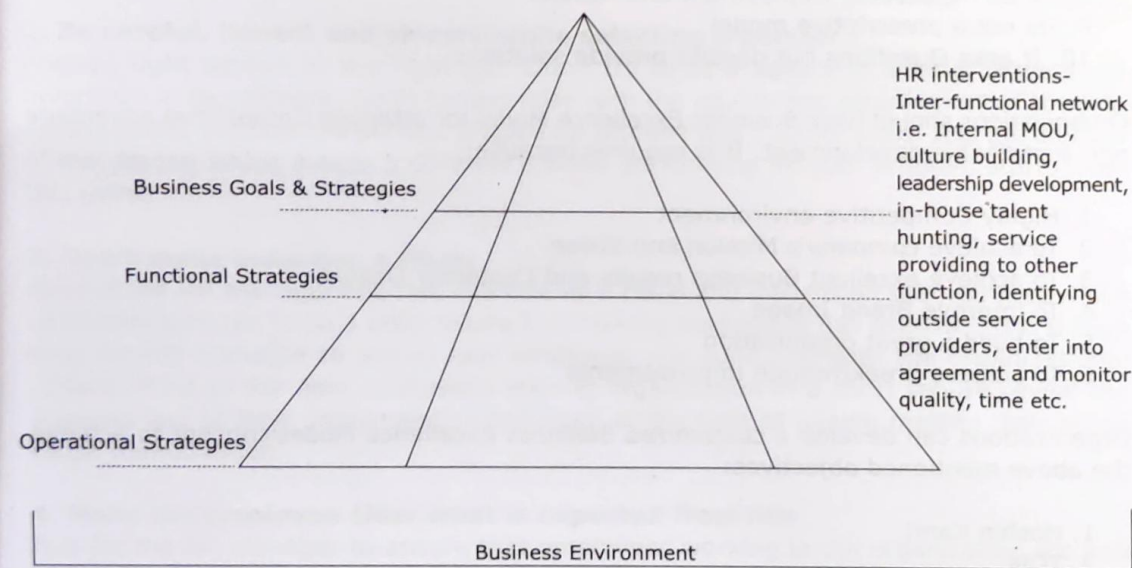 HR interventions-
Inter-functional network
i.e. Internal MOU,
culture building,
leadership development,
in-house talent
hunting, service
providing to other
function, identifying
outside service
providers, enter into
agreement and monitor
quality, time etc.
Business Goals & Strategies
Functional Strategies
Operational Strategies
Business Environment